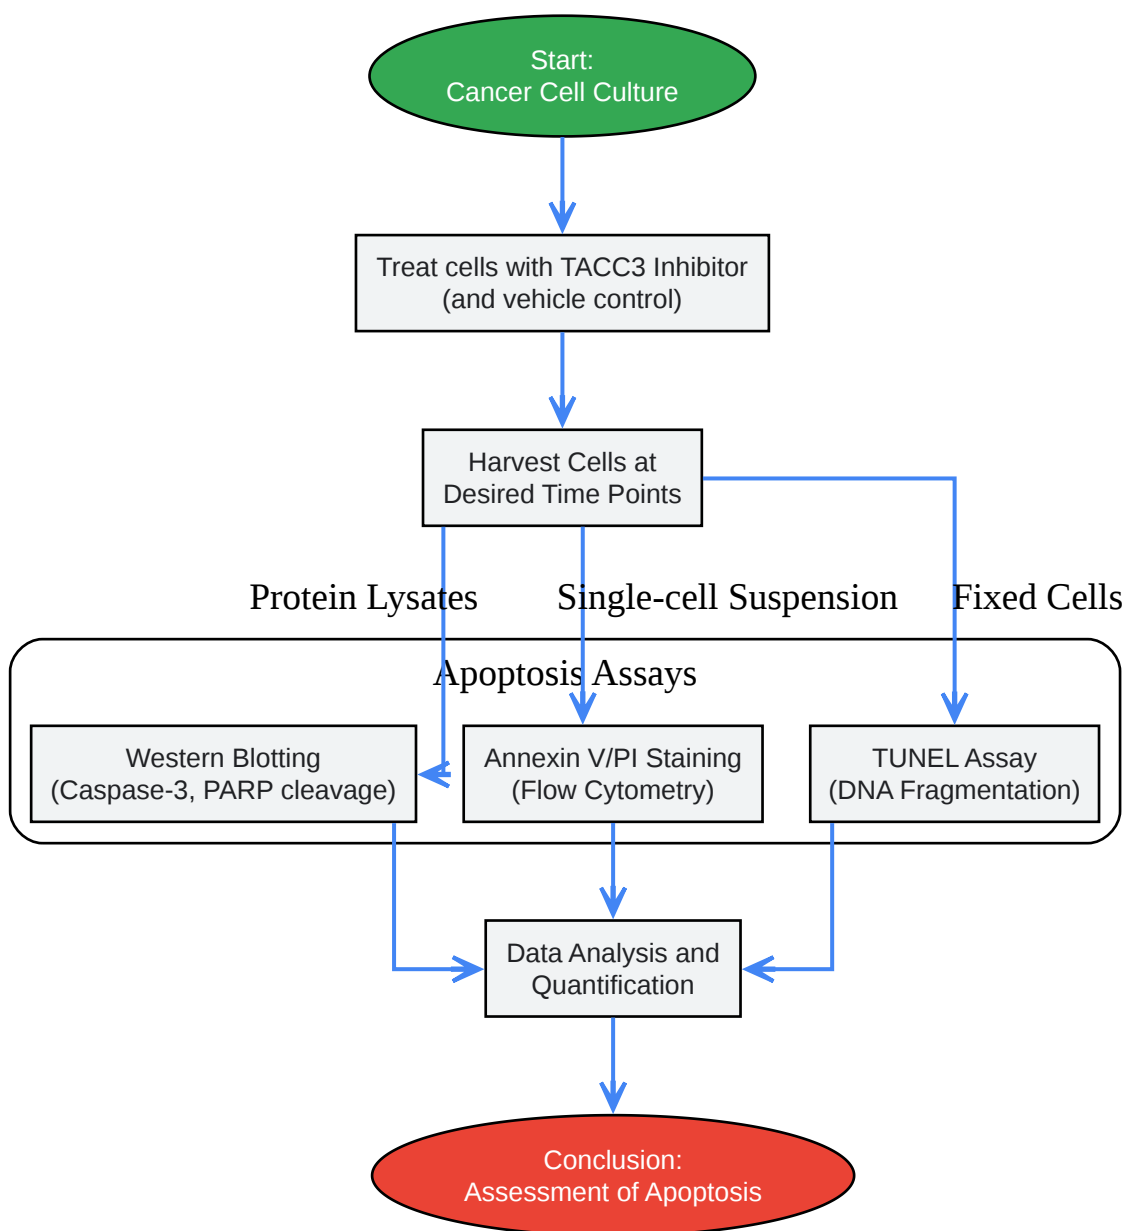 Start:
Cancer Cell Culture
Treat cells with TACC3 Inhibitor
(and vehicle control)
Harvest Cells at
Desired Time Points
Protein Lysates
Single-cell Suspension
Fixed Cells
Apoptosis Assays
Western Blotting
(Caspase-3, PARP cleavage)
Annexin V/PI Staining
(Flow Cytometry)
TUNEL Assay
(DNA Fragmentation)
Data Analysis and
Quantification
Conclusion:
Assessment of Apoptosis